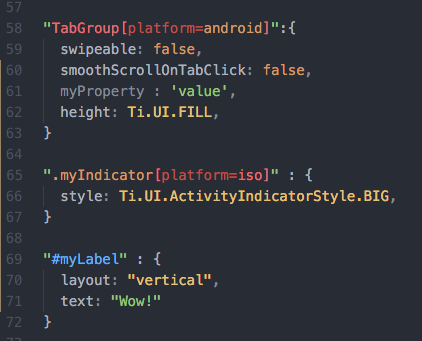 57
58 "TabGroup[platform=android]":{
59 swipeable: false,
60 smoothScrollOnTabClick: false,
61 myProperty : 'value',
62 height: Ti.UI.FILL,
63 }
64
65 ".myIndicator[platform=iso]" : {
66 style: Ti.UI.ActivityIndicatorStyle.BIG,
67 }
68
69 "#myLabel" : {
70 layout: "vertical",
71 text: "Wow!"
72 }